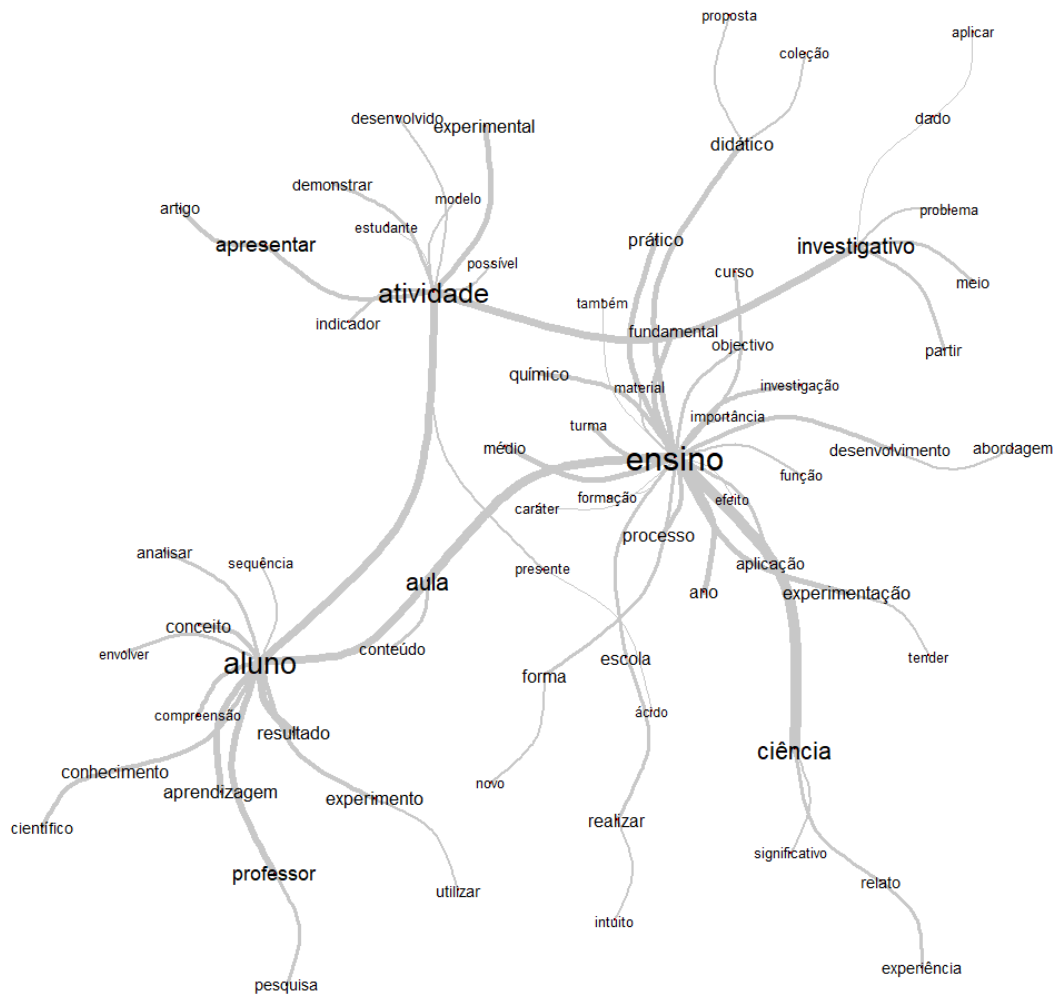 proposta
aplicar
coleção
desenvolvido
experimental
dado
didático
demonstrar
modelo
artigo
estudante
problema
apresentar
prático
investigativo
possível
curso
meio
atividade
também
indicador
fundamental
objectivo
partir
químico
material
investigação
importância
turma
médio
desenvolvimento
abordagem
ensino
função
formação
efeito
caráter
processo
analisar
sequência
presente
aplicação
aula
ano
experimentação
conceito
envolver
conteúdo
aluno
escola
tender
forma
compreensão
ácido
resultado
ciência
conhecimento
novo
aprendizagem
experimento
científico
realizar
significativo
professor
relato
utilizar
intuito
experiência
pesquisa